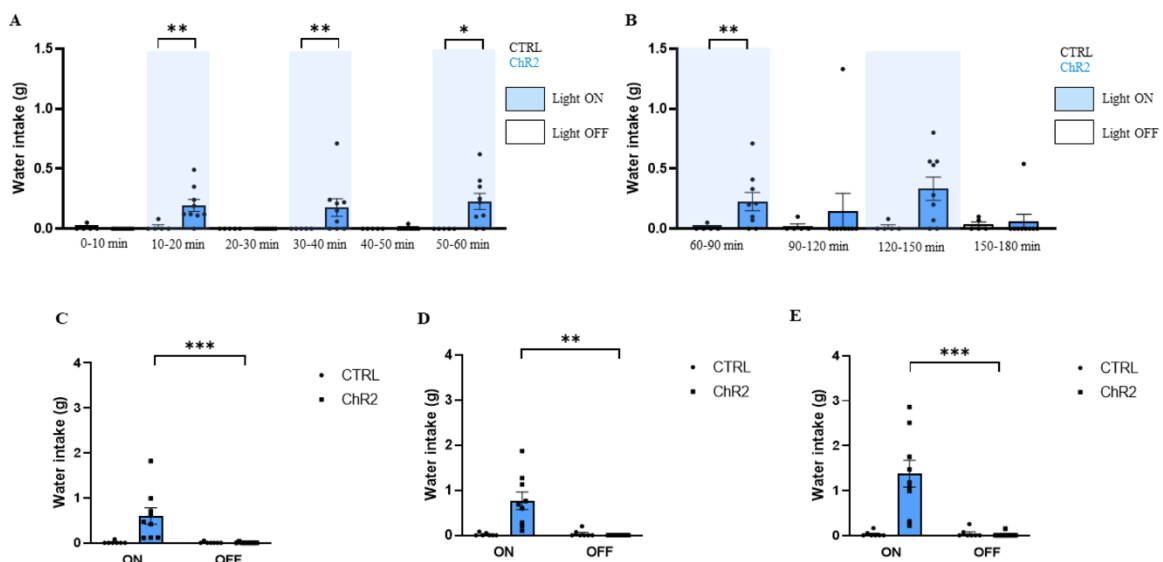 A
** ** *
Water intake (g)
1.5
1.0
0.5
0.0
0-10 min 10-20 min 20-30 min 30-40 min 40-50 min 50-60 min
CTRL
ChR2
Light ON
Light OFF
B
**
Water intake (g)
1.5
1.0
0.5
0.0
60-90 min 90-120 min 120-150 min 150-180 min
CTRL
ChR2
Light ON
Light OFF
C
***
Water intake (g)
4
3
2
1
0
ON OFF
CTRL
ChR2
D
**
Water intake (g)
4
3
2
1
0
ON OFF
CTRL
ChR2
E
***
Water intake (g)
4
3
2
1
0
ON OFF
CTRL
ChR2